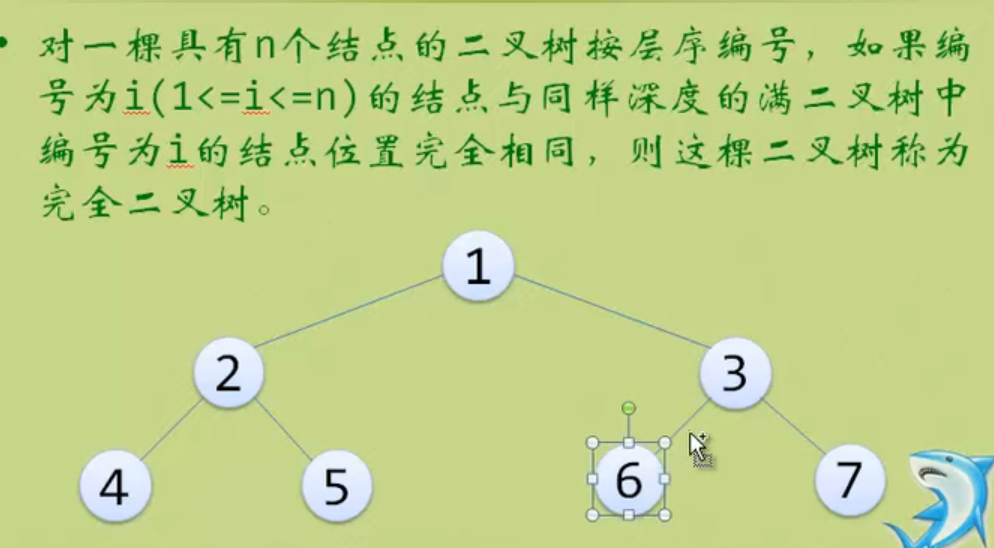 • 对一棵具有n个结点的二叉树按层序编号，如果编
号为i(1<=i<=n)的结点与同样深度的满二叉树中
编号为i的结点位置完全相同，则这棵二叉树称为
完全二叉树。
1
2 3
4 5 6 7